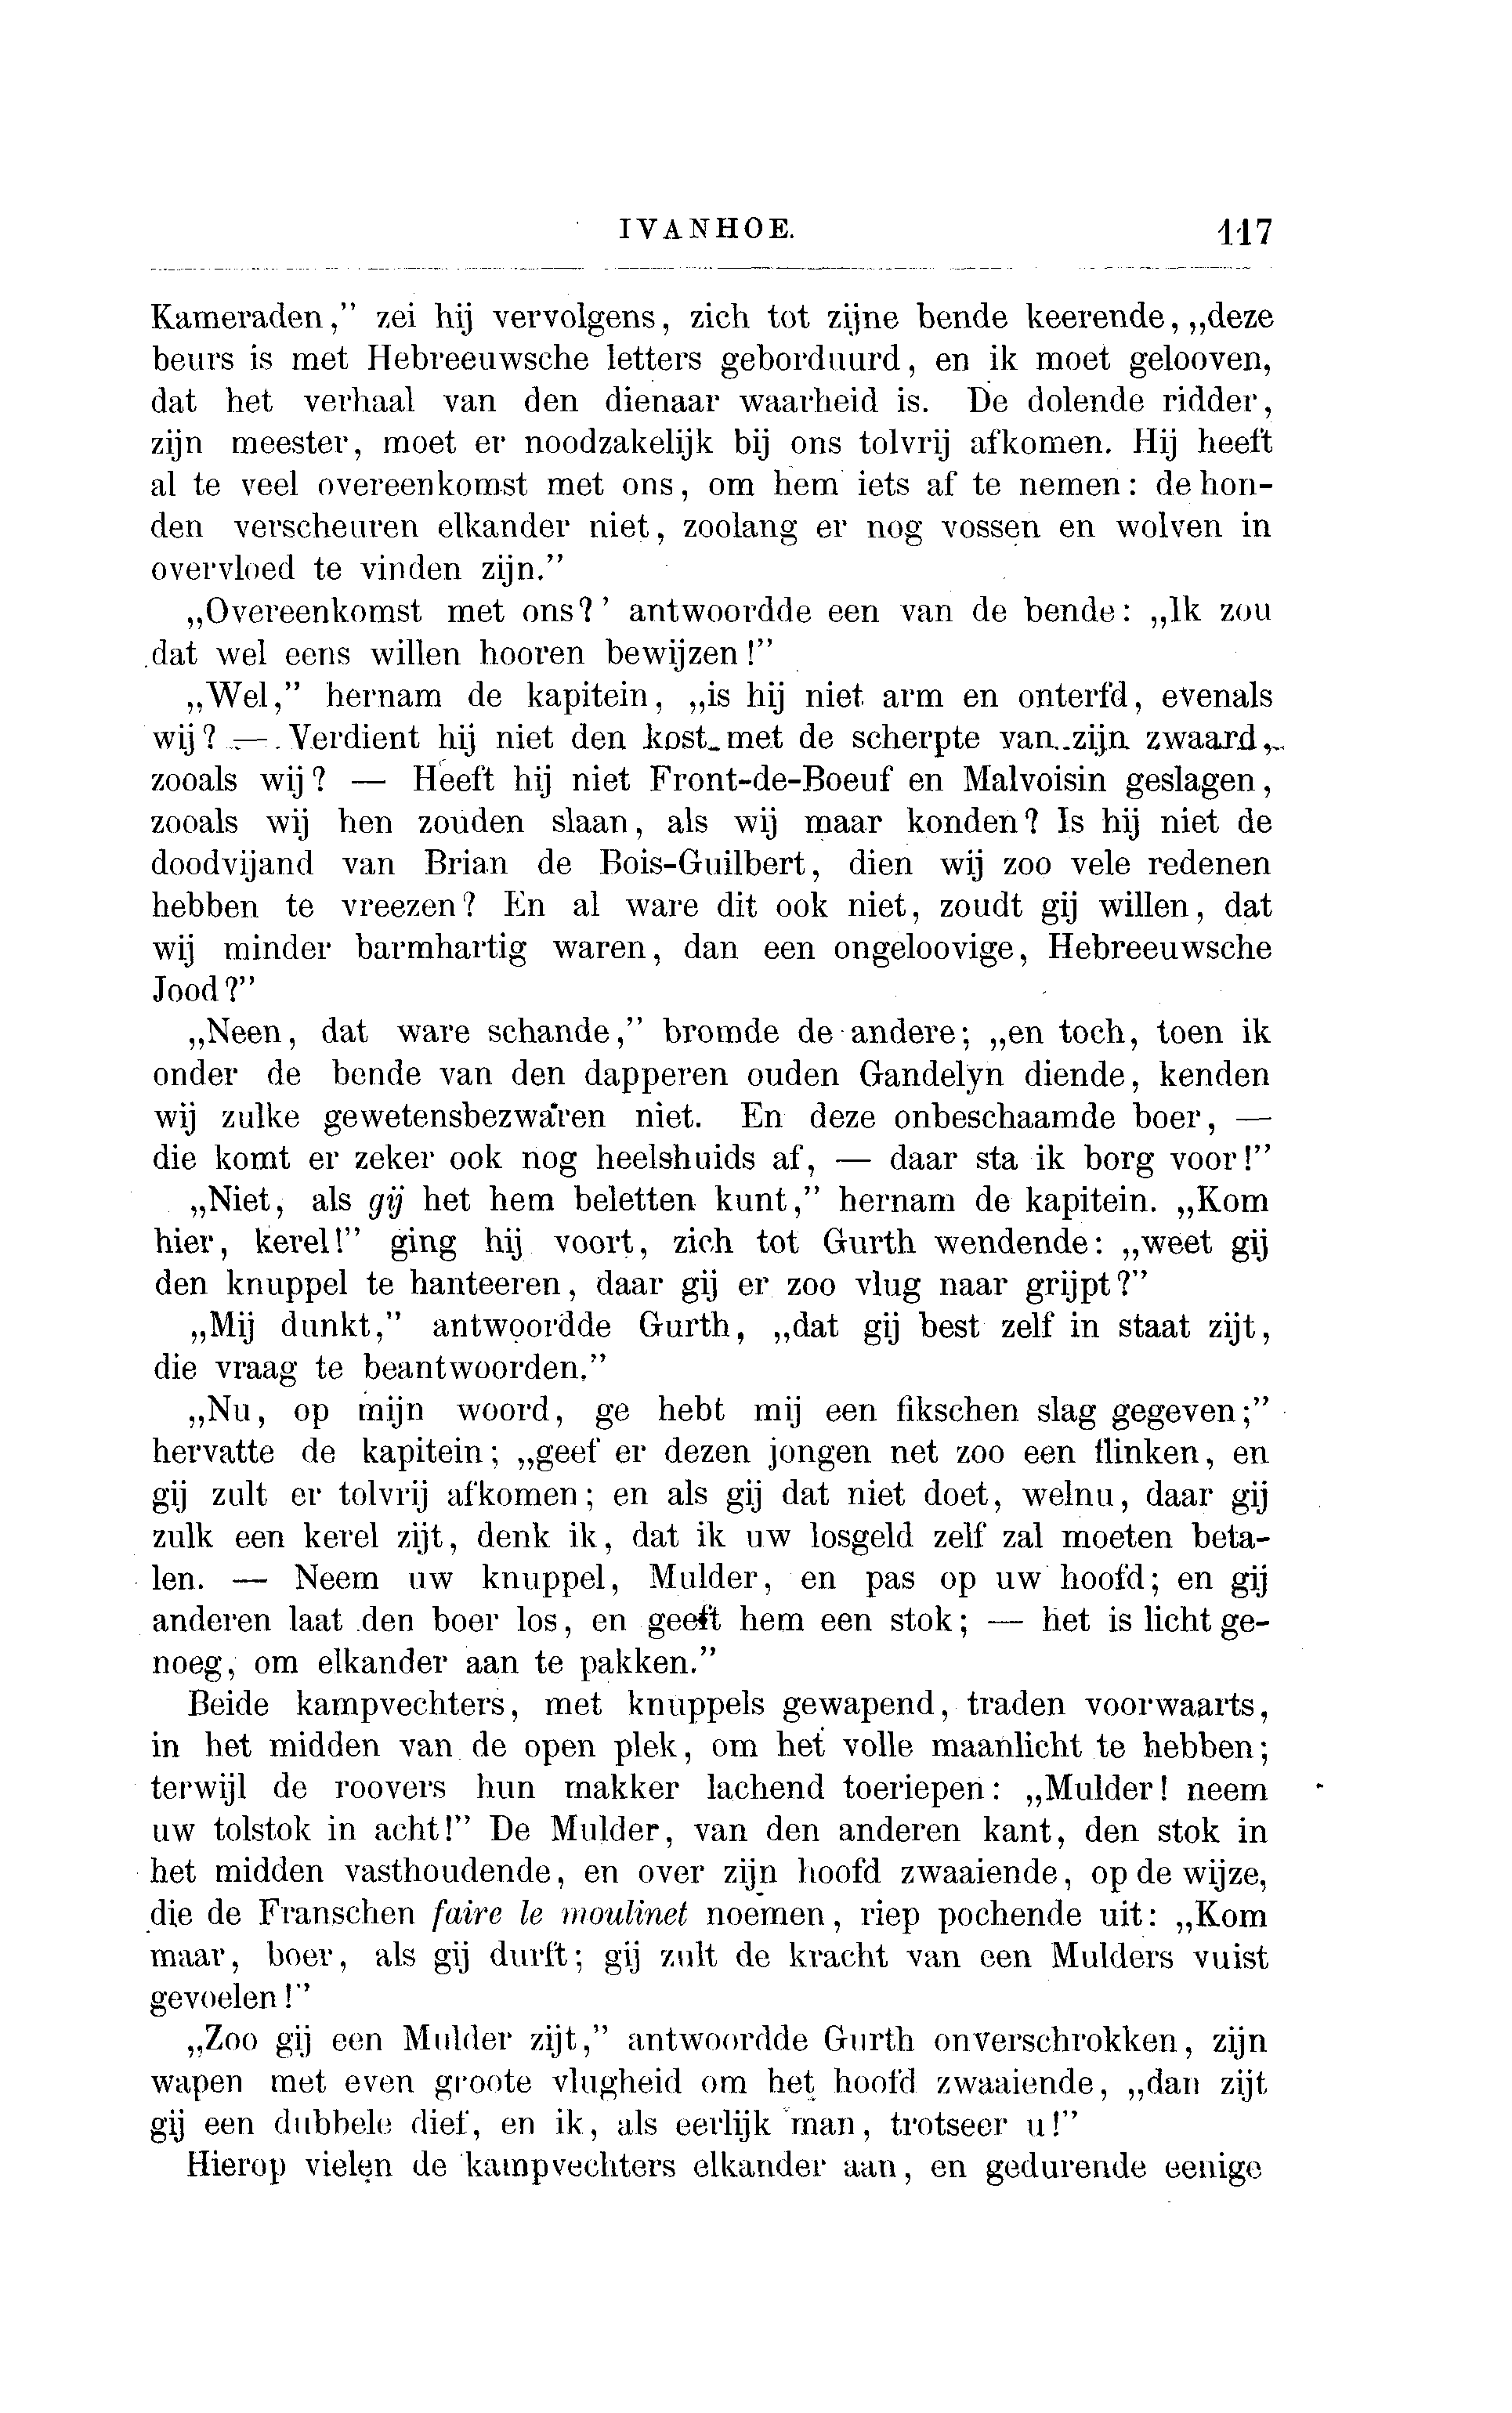 IVANHOE. 117
Kameraden,” zei hij vervolgens, zich tot zijne bende keerende, „deze
beurs is met Hebreeuwsche letters geborduurd, en ik moet gelooven,
dat het verhaal van den dienaar waarheid is. De dolende ridder,
zijn meester, moet er noodzakelijk bij ons tolvrij afkomen. Hij heeft
al te veel overeenkomst met ons, om hem iets af te nemen: de hon-
den verscheuren elkander niet, zoolang er nog vossen en wolven in
overvloed te vinden zijn.”
„Overeenkomst met ons?’ antwoordde een van de bende: „Ik zou
dat wel eens willen hooren bewijzen!”
„Wel,” hernam de kapitein, „is hij niet arm en onterfd, evenals
wij? — Verdient hij niet den kost met de scherpte van zijn zwaard,
zooals wij? — Heeft hij niet Front-de-Boeuf en Malvoisin geslagen,
zooals wij hen zouden slaan, als wij maar konden? Is hij niet de
doodvijand van Brian de Bois-Guilbert, dien wij zoo vele redenen
hebben te vreezen? En al ware dit ook niet, zoudt gij willen, dat
wij minder barmhartig waren, dan een ongeloovige, Hebreeuwsche
Jood?”
„Neen, dat ware schande,” bromde de andere; „en toch, toen ik
onder de bende van den dapperen ouden Gandelyn diende, kenden
wij zulke gewetensbezwaren niet. En deze onbeschaamde boer, —
die komt er zeker ook nog heelshuids af, — daar sta ik borg voor!”
„Niet, als gij het hem beletten kunt,” hernam de kapitein. „Kom
hier, kerel!” ging hij voort, zich tot Gurth wendende: „weet gij
den knuppel te hanteeren, daar gij er zoo vlug naar grijpt?”
„Mij dunkt,” antwoordde Gurth, „dat gij best zelf in staat zijt,
die vraag te beantwoorden.”
„Nu, op mijn woord, ge hebt mij een fikschen slag gegeven;”
hervatte de kapitein; „geef er dezen jongen net zoo een flinken, en
gij zult er tolvrij afkomen; en als gij dat niet doet, welnu, daar gij
zulk een kerel zijt, denk ik, dat ik uw losgeld zelf zal moeten beta-
len. — Neem uw knuppel, Mulder, en pas op uw hoofd; en gij
anderen laat den boer los, en geeft hem een stok; — het is licht ge-
noeg, om elkander aan te pakken.”
Beide kampvechters, met knuppels gewapend, traden voorwaarts,
in het midden van de open plek, om het volle maanlicht te hebben;
terwijl de roovers hun makker lachend toeriepen: „Mulder! neem
uw tolstok in acht!” De Mulder, van den anderen kant, den stok in
het midden vasthoudende, en over zijn hoofd zwaaiende, op de wijze,
die de Franschen faire le moulinet noemen, riep pochende uit: „Kom
maar, boer, als gij durft; gij zult de kracht van een Mulders vuist
gevoelen!”
„Zoo gij een Mulder zijt,” antwoordde Gurth onverschrokken, zijn
wapen met even groote vlugheid om het hoofd zwaaiende, „dan zijt
gij een dubbele dief, en ik, als eerlijk man, trotseer u!”
Hierop vielen de kampvechters elkander aan, en gedurende eenige